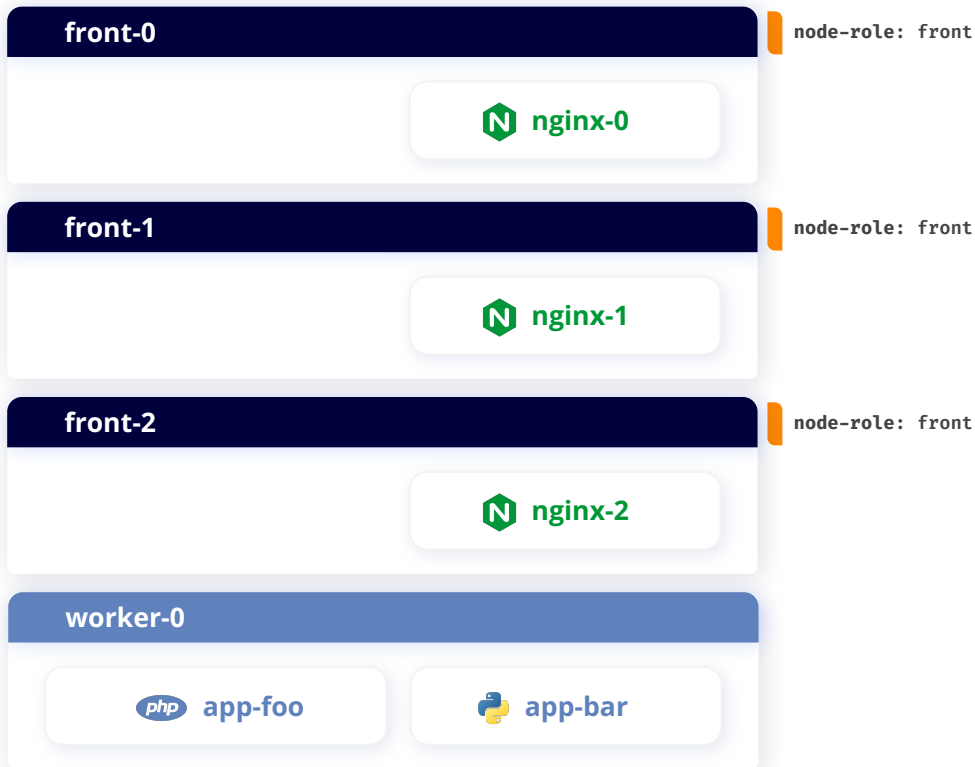 front-0
node-role: front
N nginx-0
front-1
node-role: front
N nginx-1
front-2
node-role: front
N nginx-2
worker-0
php app-foo
app-bar